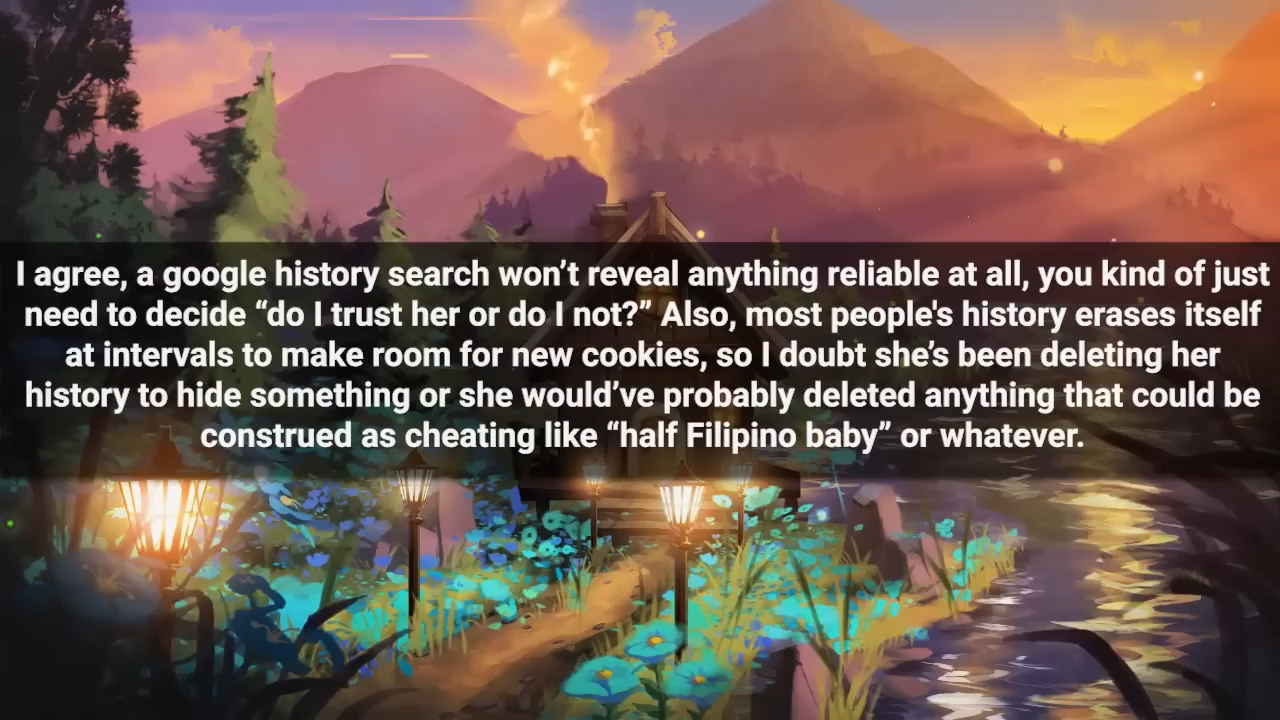 I agree, a google history search won’t reveal anything reliable at all, you kind of just
need to decide “do I trust her or do I not?” Also, most people's history erases itself
at intervals to make room for new cookies, so I doubt she’s been deleting her
history to hide something or she would’ve probably deleted anything that could be
construed as cheating like “half Filipino baby” or whatever.